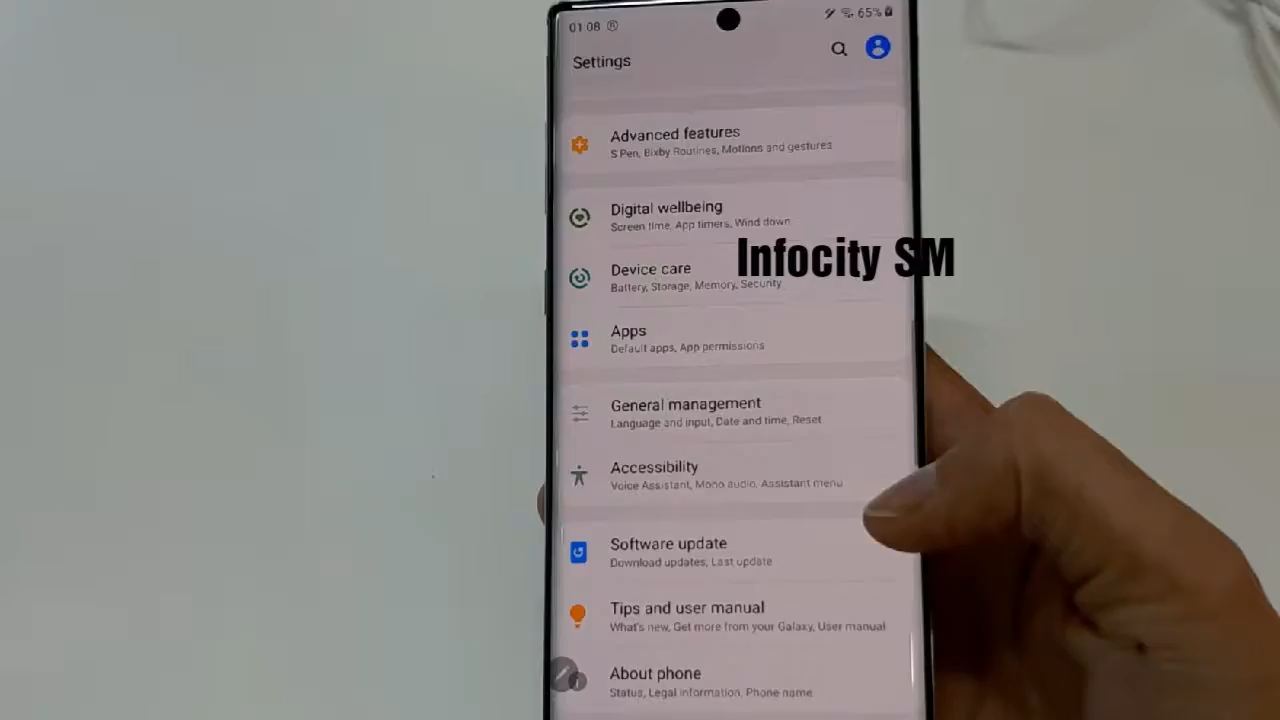 01:08
65%
Settings
Advanced features
S Pen, Bixby Routines, Motions and gestures
Digital wellbeing
Screen time, App timers, Wind down
Infocity SM
Device care
Battery, Storage, Memory, Security
Apps
Default apps, App permissions
General management
Language and input, Date and time, Reset
Accessibility
Voice Assistant, Mono audio, Assistant menu
Software update
Download updates, Last update
Tips and user manual
What's new, Get more from your Galaxy, User manual
About phone
Status, Legal information, Phone name